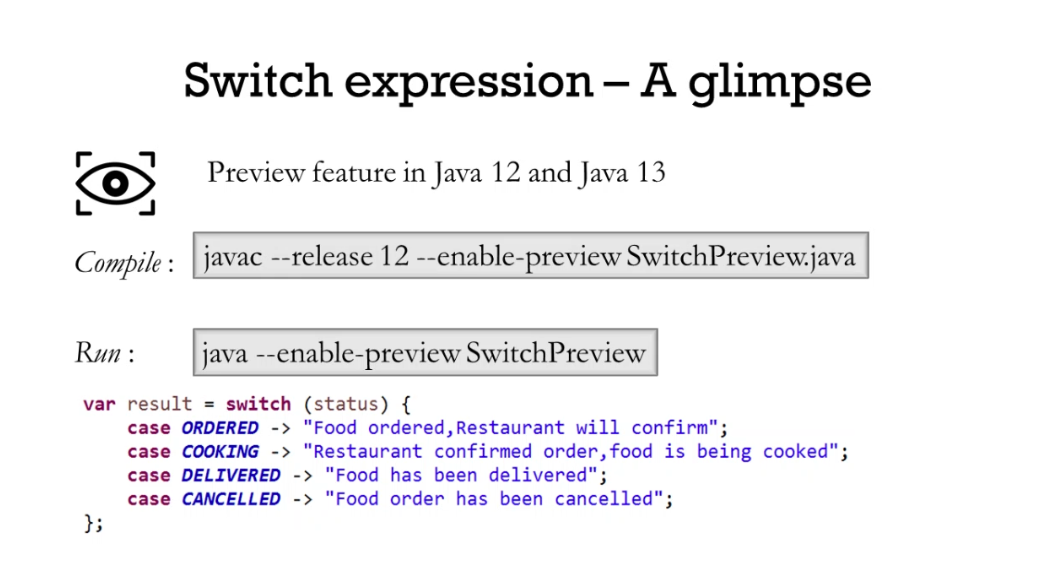 Switch expression – A glimpse
Preview feature in Java 12 and Java 13
Compile : javac --release 12 --enable-preview SwitchPreview.java
Run : java --enable-preview SwitchPreview
var result = switch (status) {
    case ORDERED -> "Food ordered,Restaurant will confirm";
    case COOKING -> "Restaurant confirmed order,food is being cooked";
    case DELIVERED -> "Food has been delivered";
    case CANCELLED -> "Food order has been cancelled";
};